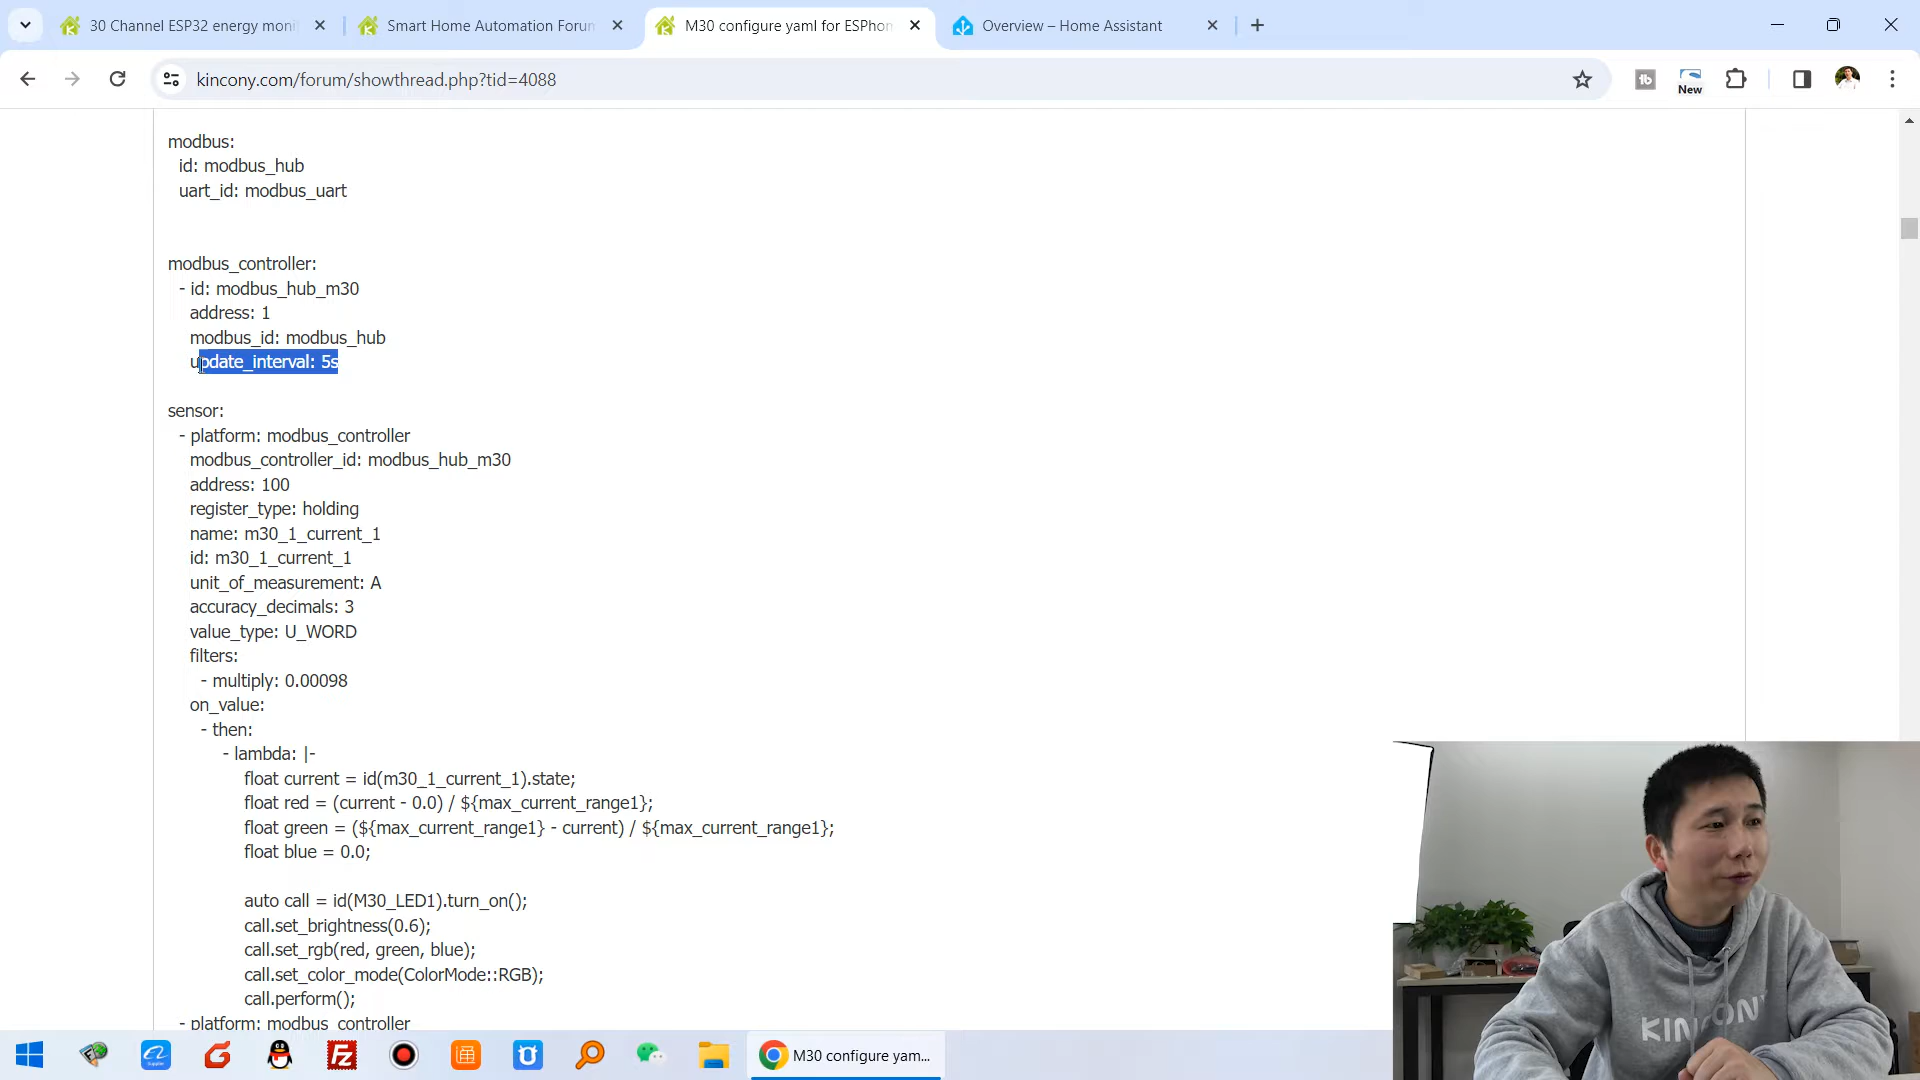 30 Channel ESP32 energy moni
Smart Home Automation Forun
M30 configure yaml for ESPhon
Overview – Home Assistant
kincony.com/forum/showthread.php?tid=4088
New
modbus:
id: modbus_hub
uart_id: modbus_uart
modbus_controller:
- id: modbus_hub_m30
address: 1
modbus_id: modbus_hub
update_interval: 5s
sensor:
- platform: modbus_controller
modbus_controller_id: modbus_hub_m30
address: 100
register_type: holding
name: m30_1_current_1
id: m30_1_current_1
unit_of_measurement: A
accuracy_decimals: 3
value_type: U_WORD
filters:
- multiply: 0.00098
on_value:
- then:
- lambda: |-
float current = id(m30_1_current_1).state;
float red = (current - 0.0) / ${max_current_range1};
float green = (${max_current_range1} - current) / ${max_current_range1};
float blue = 0.0;
auto call = id(M30_LED1).turn_on();
call.set_brightness(0.6);
call.set_rgb(red, green, blue);
call.set_color_mode(ColorMode::RGB);
call.perform();
- platform: modbus_controller
M30 configure yam...
KINCONY